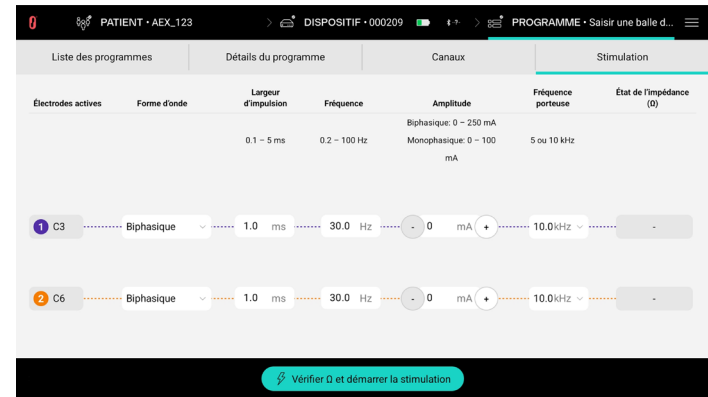 PATIENT • AEX_123 > DISPOSITIF • 000209 > PROGRAMME • Saisir une balle d...
Liste des programmes Détails du programme Canaux Stimulation
Électrodes actives Forme d'onde Largeur d'impulsion Fréquence Amplitude Fréquence porteuse État de l'impédance (Ω)
0.1 – 5 ms 0.2 – 100 Hz Biphasique: 0 – 250 mA Monophasique: 0 – 100 mA 5 ou 10 kHz
1 C3 Biphasique 1.0 ms 30.0 Hz - 0 mA + 10.0kHz -
2 C6 Biphasique 1.0 ms 30.0 Hz - 0 mA + 10.0kHz -
Vérifier Ω et démarrer la stimulation